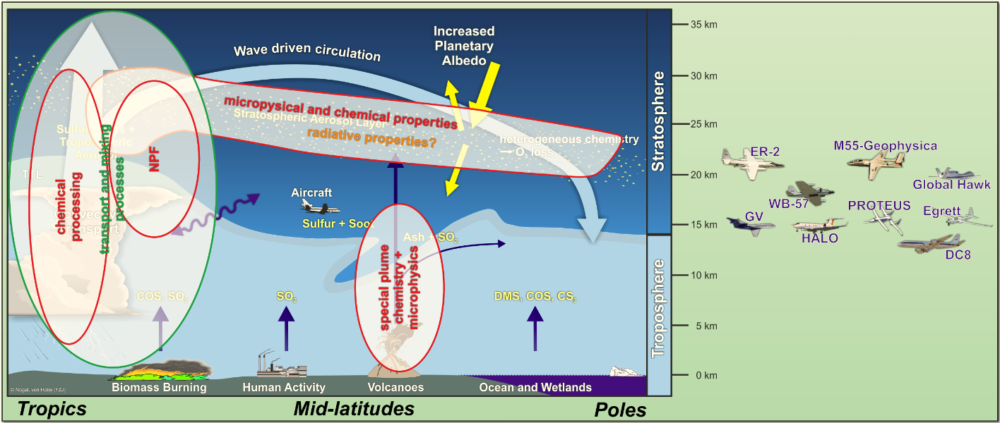 Increased
Planetary
Albedo
Wave driven circulation
micropysical and chemical properties
Stratospheric Aerosol Layer
radiative properties?
heterogeneous chemistry
→ O₃ loss
TTL
chemical
processing
transport and mixing
processes
NPF
Aircraft
Sulfur + Soot
Ash + SO₂
special plume
chemistry +
microphysics
COS, SO₂
SO₂
DMS, COS, CS₂
© Nogai, von Hobe (FZJ)
Biomass Burning
Human Activity
Volcanoes
Ocean and Wetlands
Tropics
Mid-latitudes
Poles
Stratosphere
Troposphere
35 km
30 km
25 km
20 km
15 km
10 km
5 km
0 km
ER-2
M55-Geophysica
Global Hawk
WB-57
PROTEUS
Egrett
GV
HALO
DC8